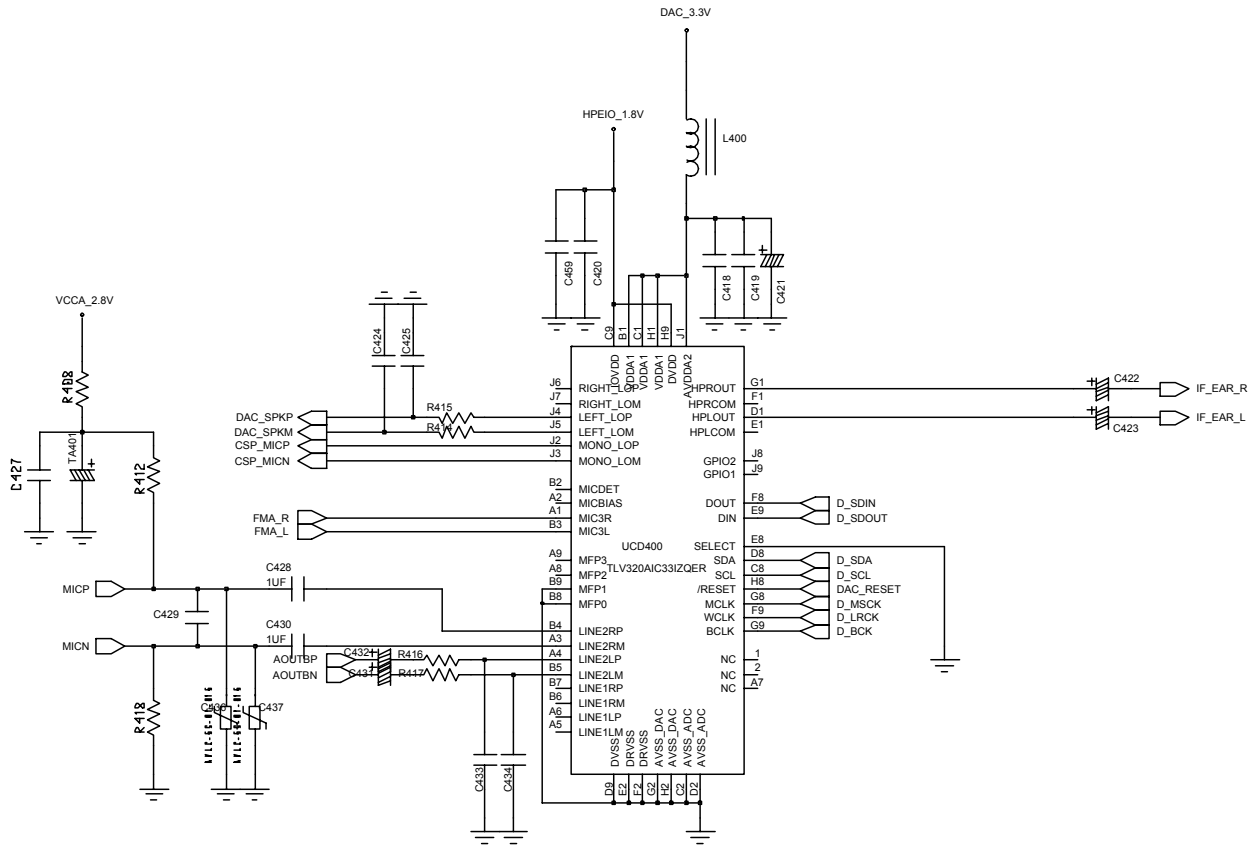 DAC_3.3V
HPEIO_1.8V
L400
C459
C420
C418
C419
C421
+
VCCA_2.8V
C424
C425
C9
B1
C1
H1
H9
J1
IOVDD
VDDA1
VDDA1
VDDA1
DVDD
AVDDA2
J6 RIGHT_LOP
J7 RIGHT_LOM
DAC_SPKP R415 J4 LEFT_LOP
DAC_SPKM R414 J5 LEFT_LOM
CSP_MICP J2 MONO_LOP
CSP_MICN J3 MONO_LOM
HPROUT G1 + C422 IF_EAR_R
HPRCOM F1
HPLOUT D1 + C423 IF_EAR_L
HPLCOM E1
GPIO2 J8
GPIO1 J9
C427
TA401
+
R412
B2 MICDET
A2 MICBIAS
FMA_R A1 MIC3R
FMA_L B3 MIC3L
DOUT F8 D_SDIN
DIN E9 D_SDOUT
UCD400
TLV320AIC33IZQER
SELECT E8
A9 MFP3
A8 MFP2
B9 MFP1
B8 MFP0
SDA D8 D_SDA
SCL C8 D_SCL
/RESET H8 DAC_RESET
MCLK G8 D_MSCK
WCLK F9 D_LRCK
BCLK G9 D_BCK
MICP
C428
1UF
C429
MICN
C430
1UF
B4 LINE2RP
A3 LINE2RM
AOUTBP C432 + R416 A4 LINE2LP
AOUTBN C431 + R417 B5 LINE2LM
B7 LINE1RP
B6 LINE1RM
A6 LINE1LP
A5 LINE1LM
NC 1
NC 2
NC A7
C437
C433
C434
DVSS
DRVSS
DRVSS
AVSS_DAC
AVSS_DAC
AVSS_ADC
AVSS_ADC
D9
E2
F2
G2
H2
C2
D2